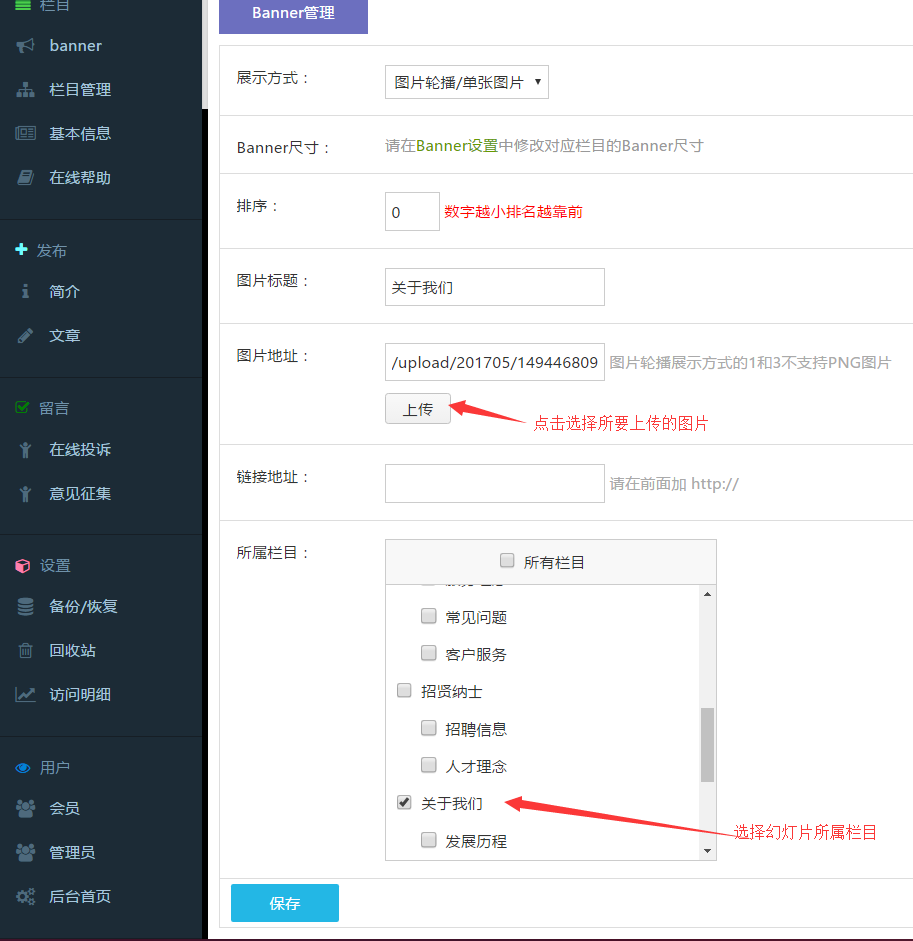 栏目
banner
栏目管理
基本信息
在线帮助
发布
简介
文章
留言
在线投诉
意见征集
设置
备份/恢复
回收站
访问明细
用户
会员
管理员
后台首页
Banner管理
展示方式：
图片轮播/单张图片
Banner尺寸：
请在Banner设置中修改对应栏目的Banner尺寸
排序：
0 数字越小排名越靠前
图片标题：
关于我们
图片地址：
/upload/201705/149446809 图片轮播展示方式的1和3不支持PNG图片
上传
点击选择所要上传的图片
链接地址：
请在前面加 http://
所属栏目：
所有栏目
常见问题
客户服务
招贤纳士
招聘信息
人才理念
关于我们
选择幻灯片所属栏目
发展历程
保存